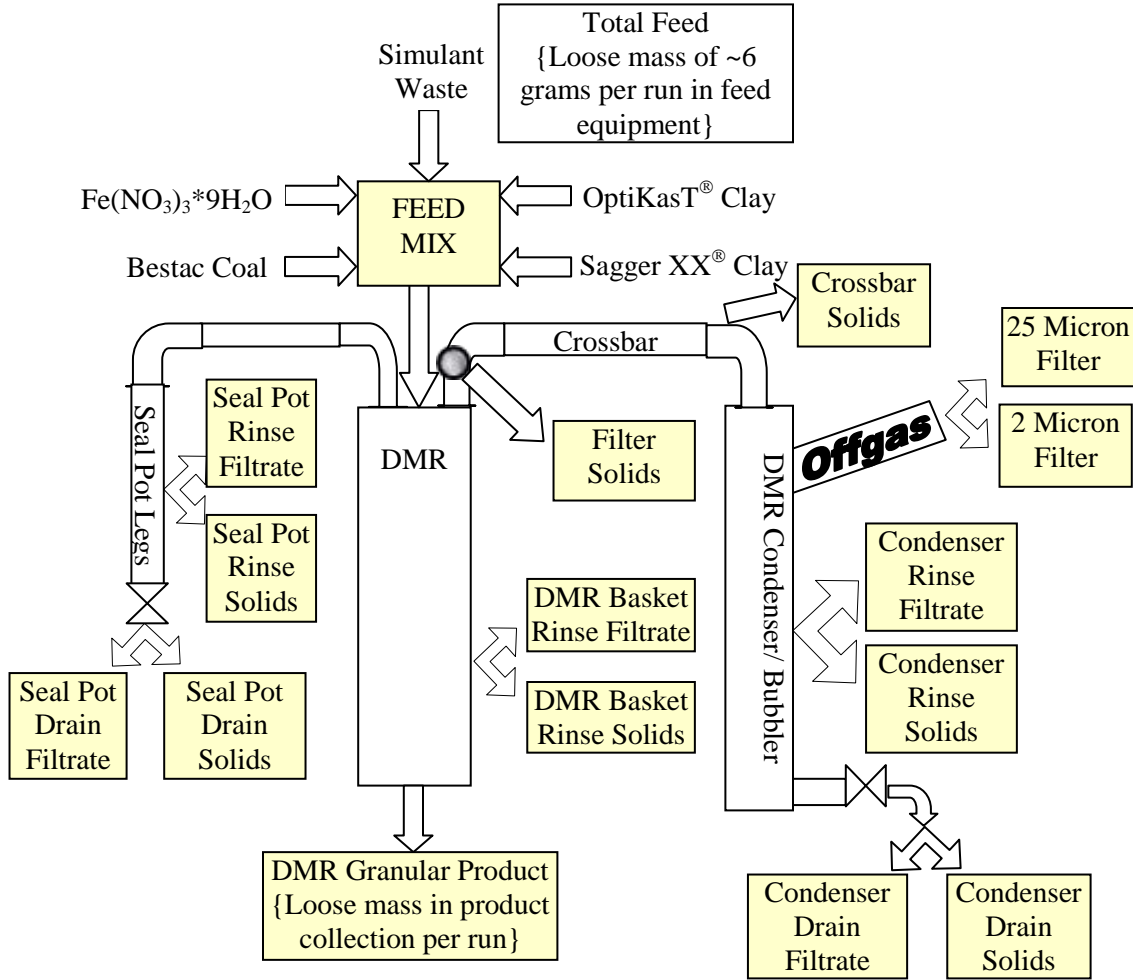 Total Feed
{Loose mass of ~6
grams per run in feed
equipment}
Simulant
Waste
Fe(NO₃)₃*9H₂O
FEED
MIX
OptiKasT® Clay
Bestac Coal
Sagger XX® Clay
Crossbar
Solids
25 Micron
Filter
2 Micron
Filter
Crossbar
Seal Pot
Rinse
Filtrate
Seal Pot Legs
DMR
Filter
Solids
Offgas
DMR Condenser/ Bubbler
Seal Pot
Rinse
Solids
Condenser
Rinse
Filtrate
DMR Basket
Rinse Filtrate
Condenser
Rinse
Solids
DMR Basket
Rinse Solids
Seal Pot
Drain
Filtrate
Seal Pot
Drain
Solids
DMR Granular Product
{Loose mass in product
collection per run}
Condenser
Drain
Filtrate
Condenser
Drain
Solids